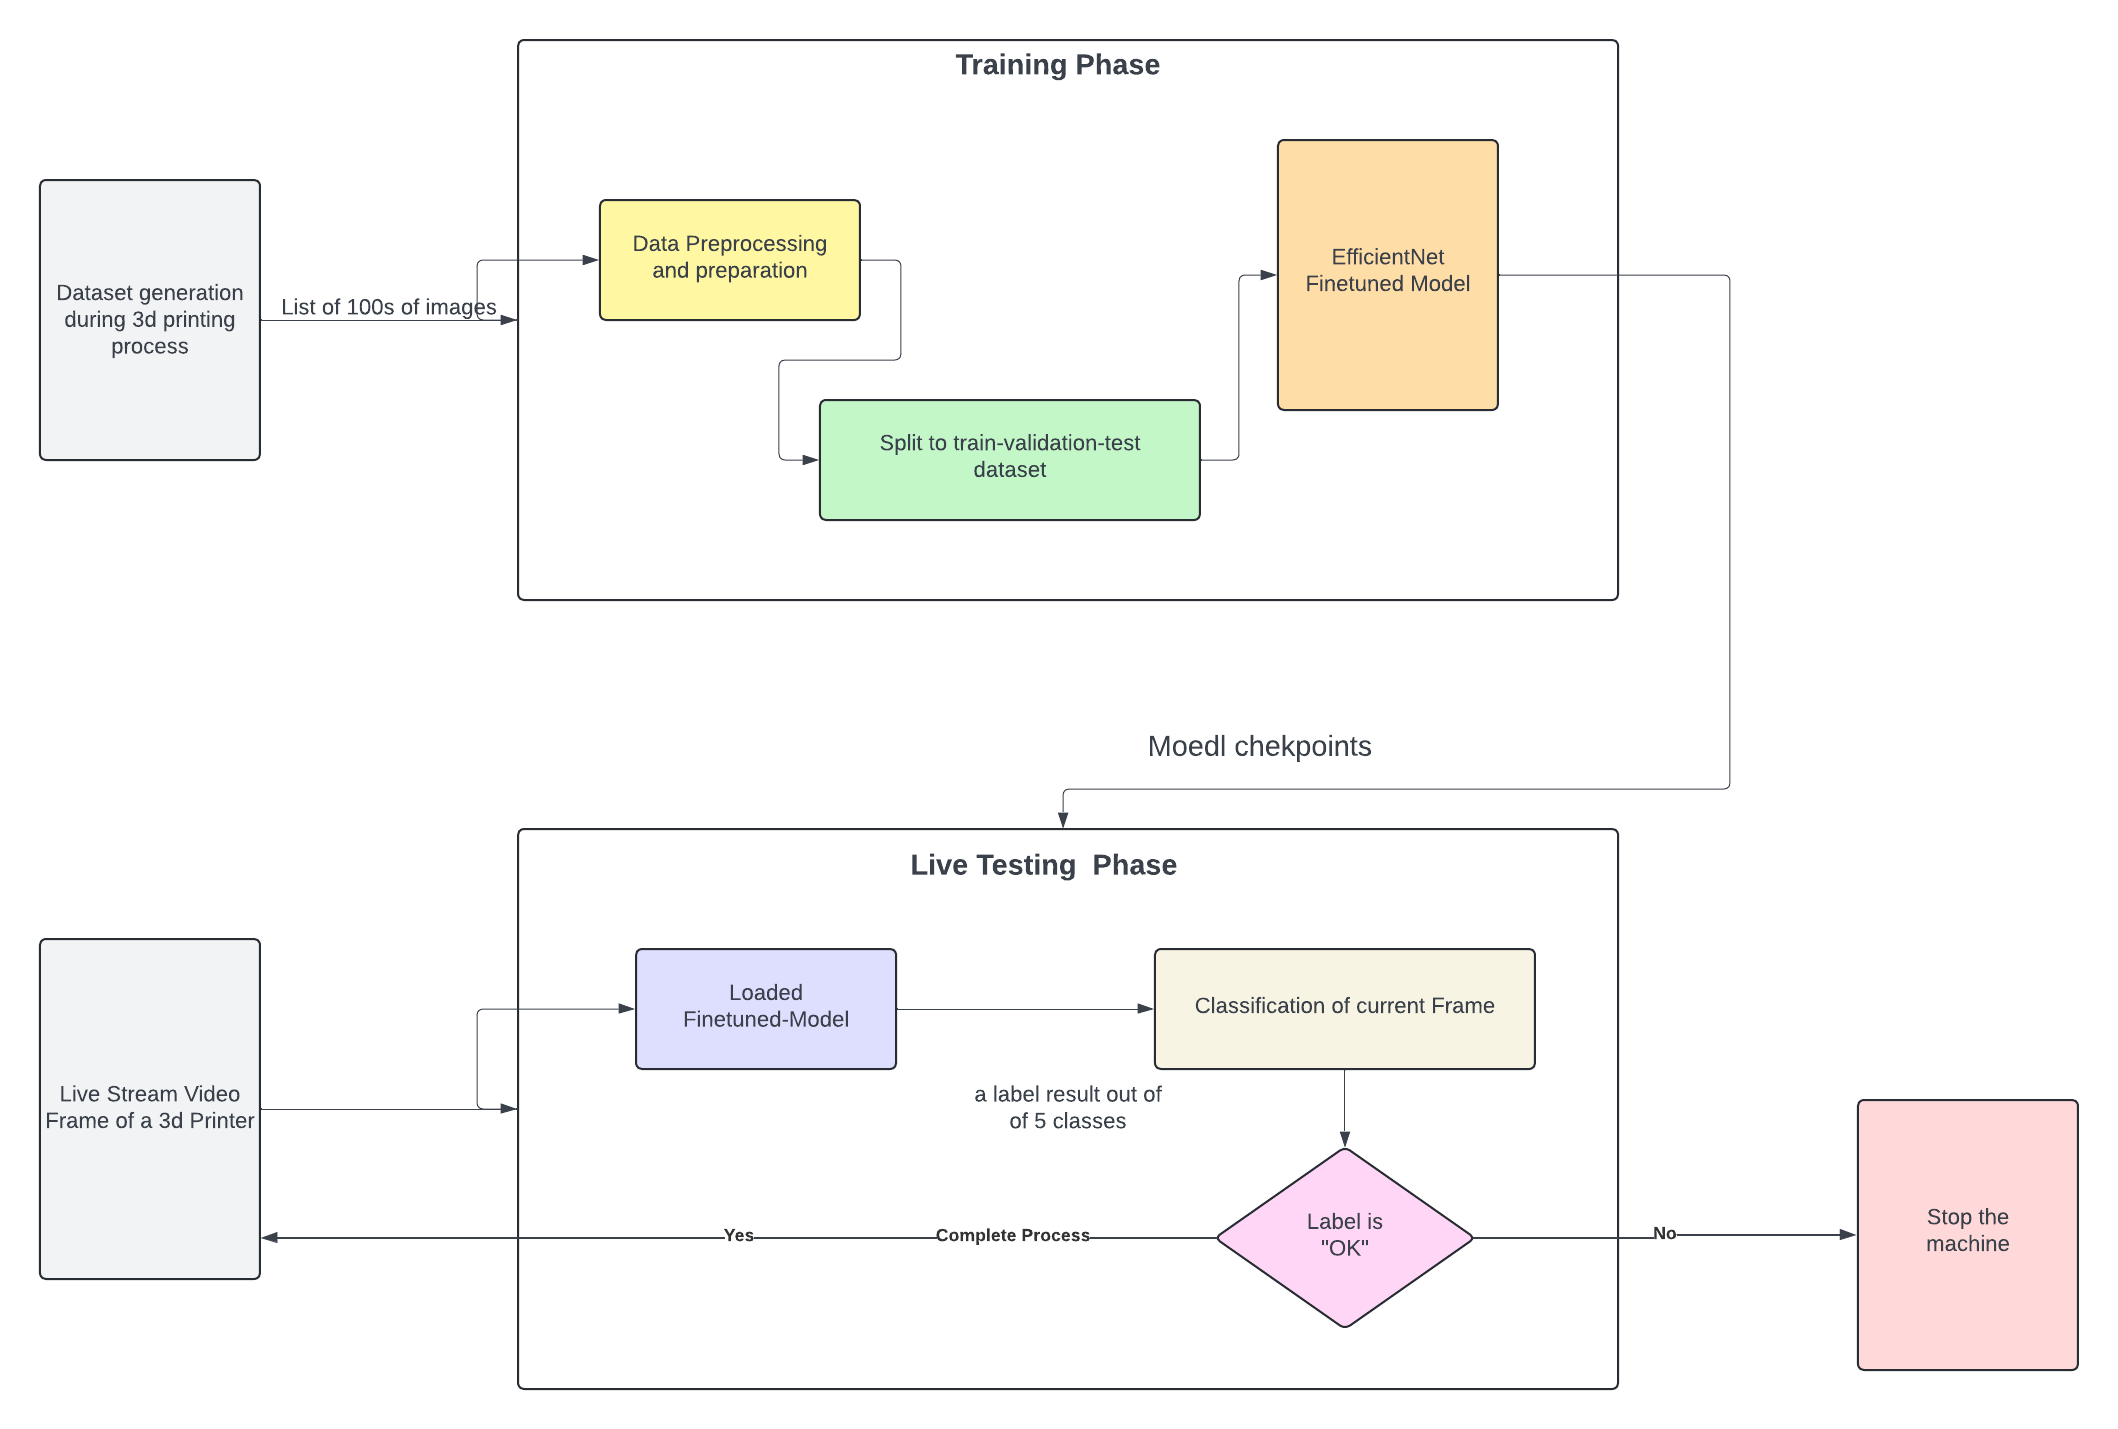 Training Phase
Dataset generation
during 3d printing
process
List of 100s of images
Data Preprocessing
and preparation
Split to train-validation-test
dataset
EfficientNet
Finetuned Model
Moedl chekpoints
Live Testing  Phase
Live Stream Video
Frame of a 3d Printer
Loaded
Finetuned-Model
Classification of current Frame
a label result out of
of 5 classes
Label is
"OK"
Yes
Complete Process
No
Stop the
machine